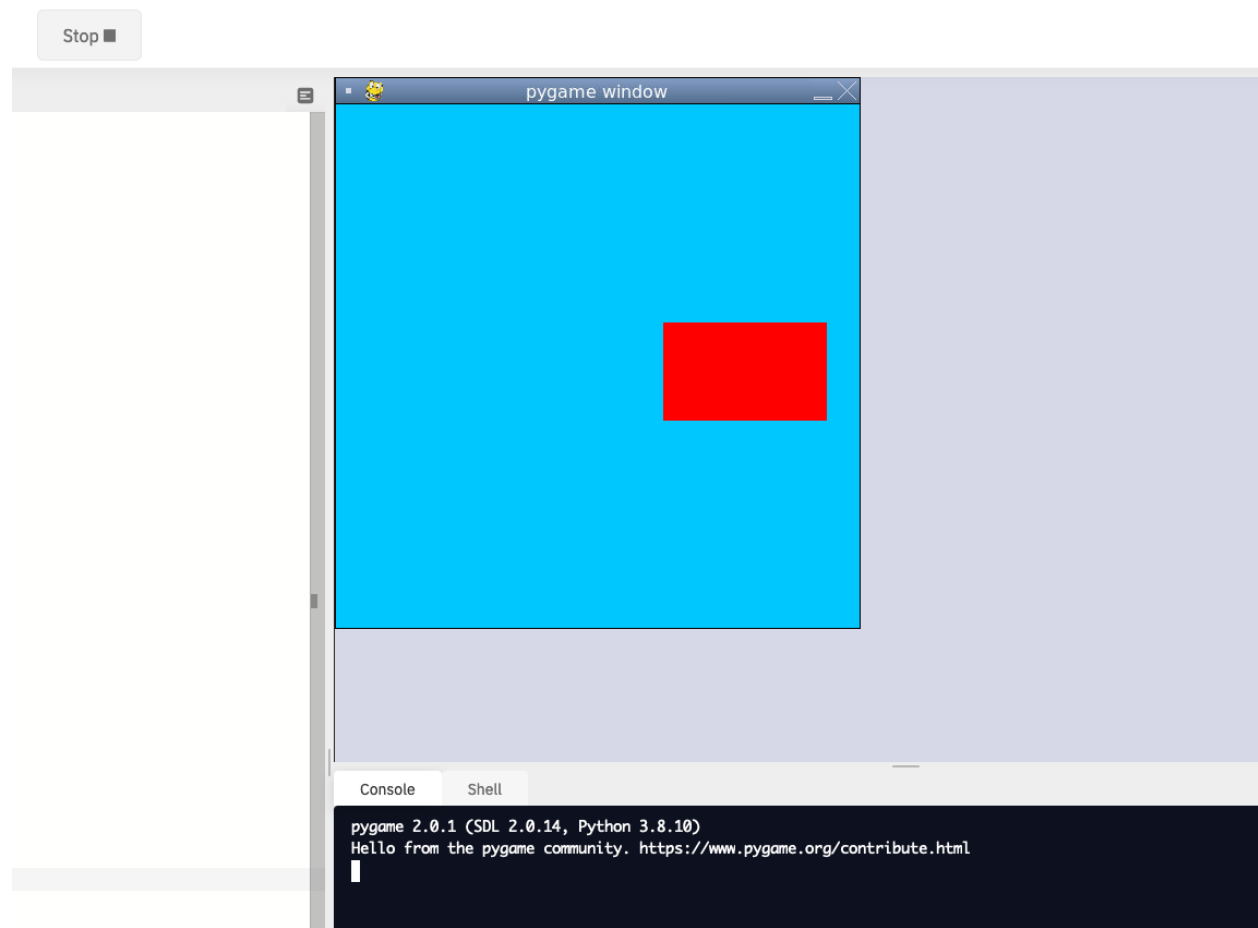 Stop
pygame window
Console
Shell
pygame 2.0.1 (SDL 2.0.14, Python 3.8.10)
Hello from the pygame community. https://www.pygame.org/contribute.html